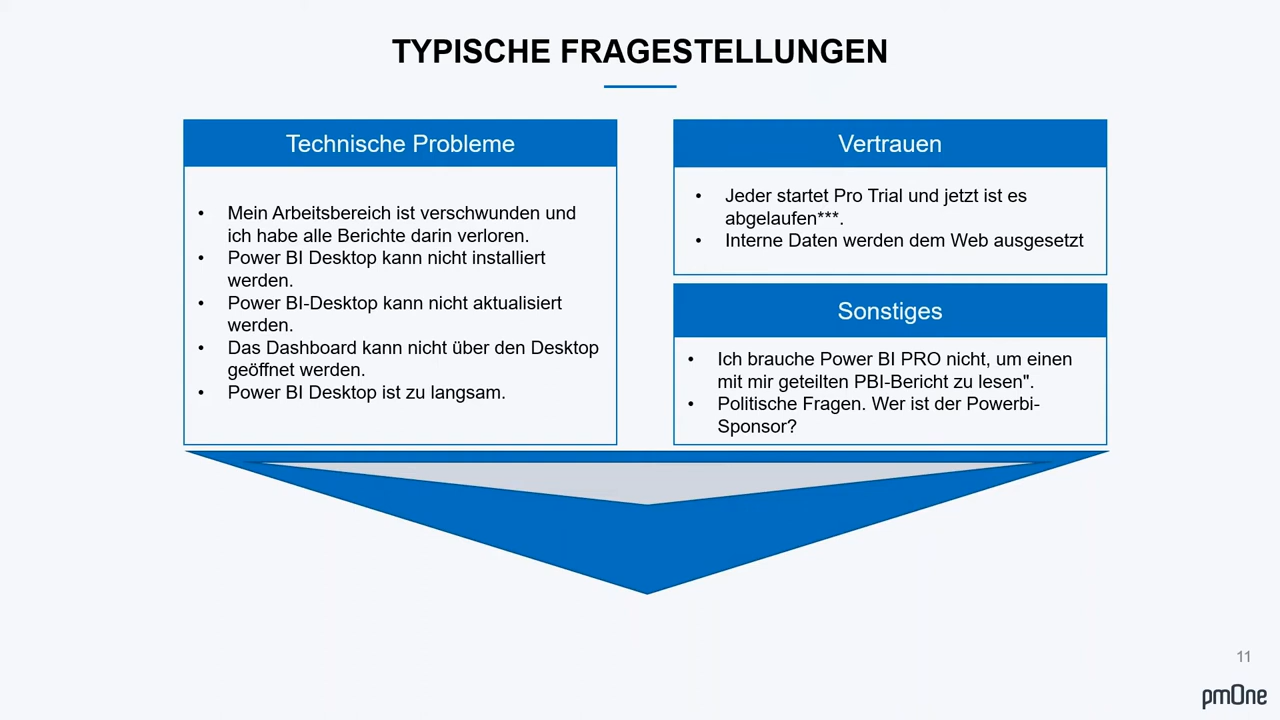 TYPISCHE FRAGESTELLUNGEN
Technische Probleme
• Mein Arbeitsbereich ist verschwunden und
ich habe alle Berichte darin verloren.
• Power BI Desktop kann nicht installiert
werden.
• Power BI-Desktop kann nicht aktualisiert
werden.
• Das Dashboard kann nicht über den Desktop
geöffnet werden.
• Power BI Desktop ist zu langsam.
Vertrauen
• Jeder startet Pro Trial und jetzt ist es
abgelaufen***.
• Interne Daten werden dem Web ausgesetzt
Sonstiges
• Ich brauche Power BI PRO nicht, um einen
mit mir geteilten PBI-Bericht zu lesen".
• Politische Fragen. Wer ist der Powerbi-
Sponsor?
11
pmOne